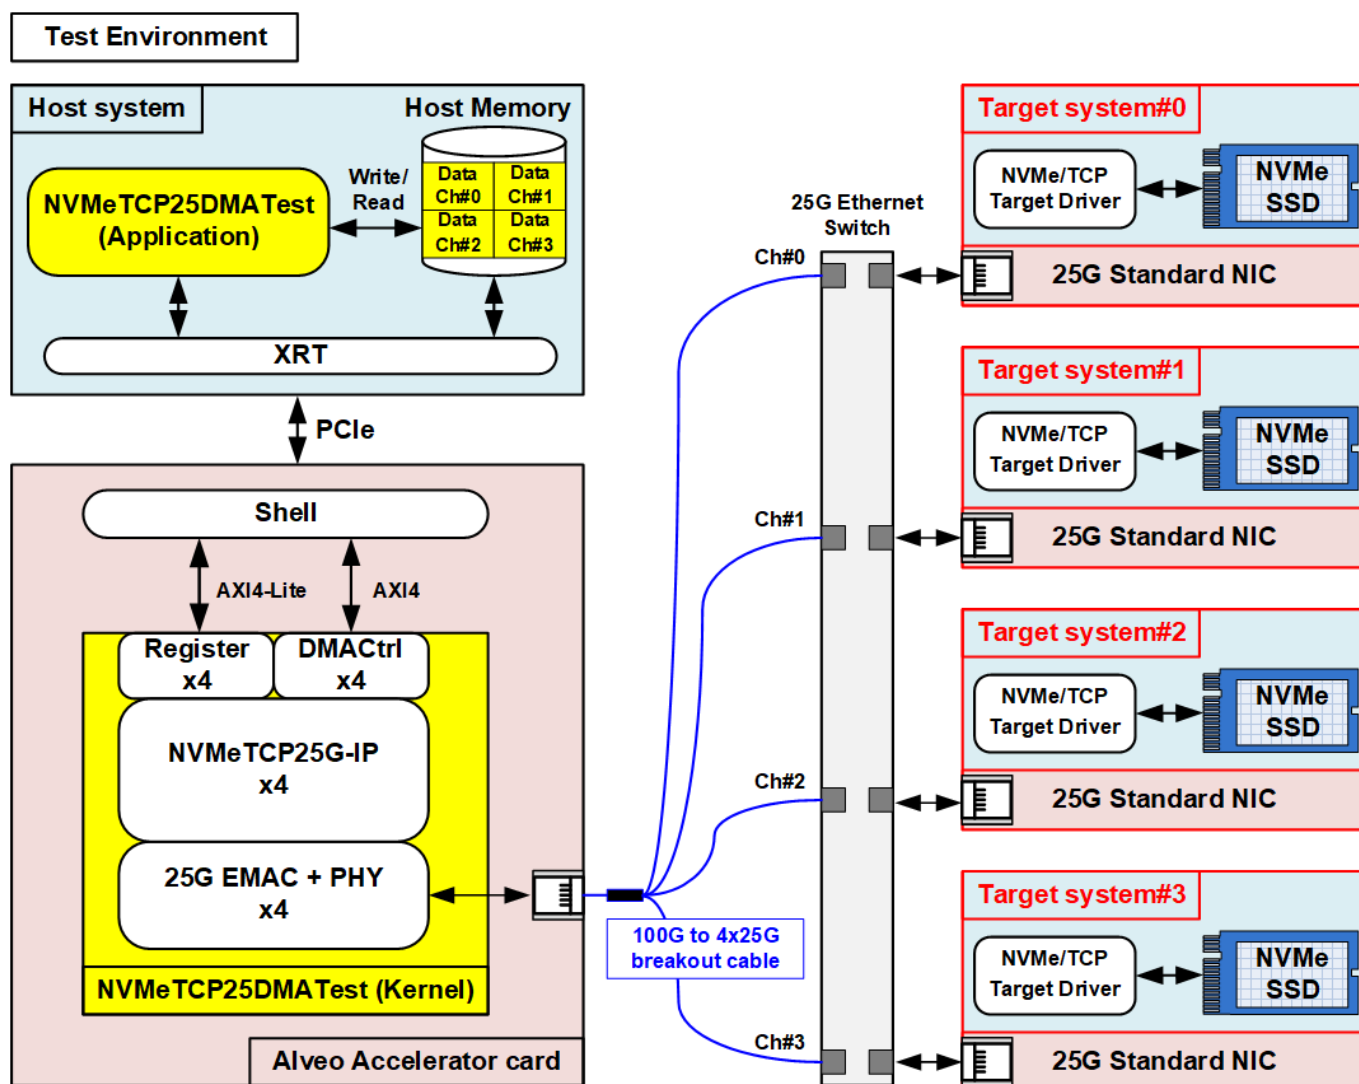 Test Environment
Host system
Host Memory
NVMeTCP25DMATest
(Application)
Write/
Read
Data
Ch#0
Data
Ch#1
Data
Ch#2
Data
Ch#3
XRT
PCIe
Shell
AXI4-Lite
AXI4
Register
x4
DMACtrl
x4
NVMeTCP25G-IP
x4
25G EMAC + PHY
x4
NVMeTCP25DMATest (Kernel)
Alveo Accelerator card
100G to 4x25G
breakout cable
25G Ethernet
Switch
Ch#0
Ch#1
Ch#2
Ch#3
Target system#0
NVMe/TCP
Target Driver
NVMe
SSD
25G Standard NIC
Target system#1
NVMe/TCP
Target Driver
NVMe
SSD
25G Standard NIC
Target system#2
NVMe/TCP
Target Driver
NVMe
SSD
25G Standard NIC
Target system#3
NVMe/TCP
Target Driver
NVMe
SSD
25G Standard NIC